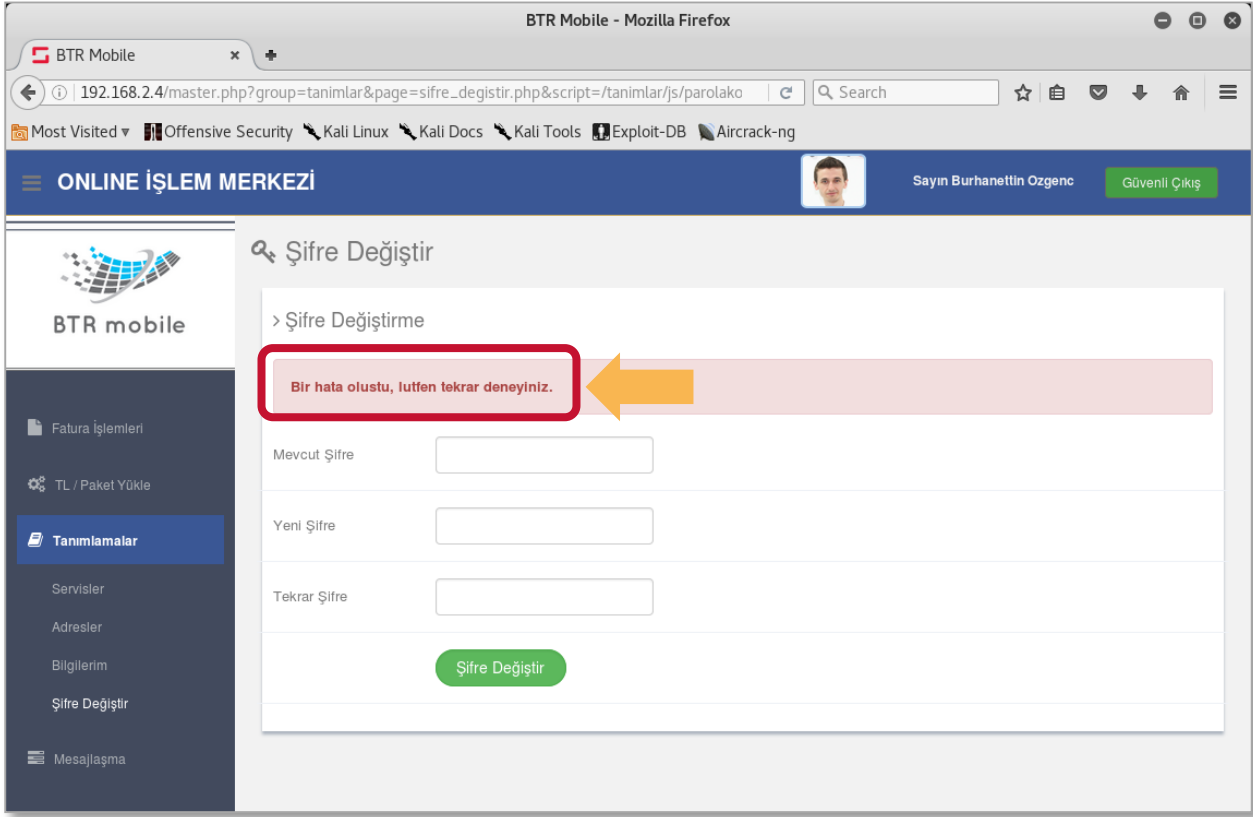 BTR Mobile - Mozilla Firefox
BTR Mobile
192.168.2.4/master.php?group=tanimlar&page=sifre_degistir.php&script=/tanimlar/js/parolako
Search
Most Visited Offensive Security Kali Linux Kali Docs Kali Tools Exploit-DB Aircrack-ng
ONLINE İŞLEM MERKEZİ
Sayın Burhanettin Ozgenc
Güvenli Çıkış
BTR mobile
Fatura İşlemleri
TL / Paket Yükle
Tanımlamalar
Servisler
Adresler
Bilgilerim
Şifre Değiştir
Mesajlaşma
Şifre Değiştir
> Şifre Değiştirme
Bir hata olustu, lutfen tekrar deneyiniz.
Mevcut Şifre
Yeni Şifre
Tekrar Şifre
Şifre Değiştir